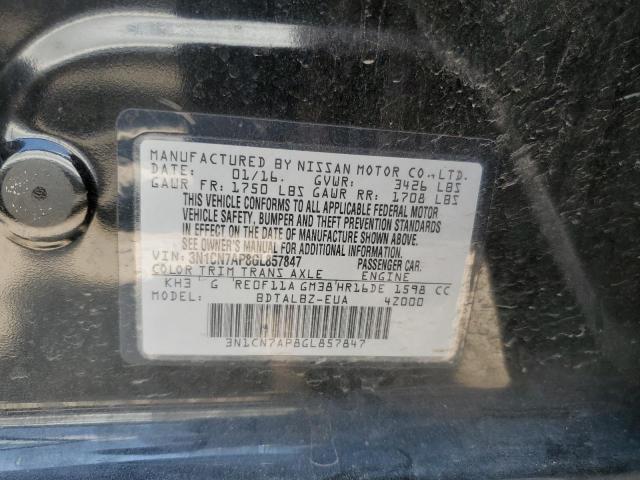 MANUFACTURED BY NISSAN MOTOR CO., LTD.
DATE: 01/16. GVWR: 3426 LBS
GAWR FR: 1750 LBS GAWR RR: 1708 LBS
THIS VEHICLE CONFORMS TO ALL APPLICABLE FEDERAL MOTOR
VEHICLE SAFETY, BUMPER AND THEFT PREVENTION STANDARDS
IN EFFECT ON THE DATE OF MANUFACTURE SHOWN ABOVE.
SEE OWNER'S MANUAL FOR ADDITIONAL INFORMATION.
VIN: 3N1CN7AP8GL857847 PASSENGER CAR.
COLOR TRIM TRANS AXLE ENGINE
KH3 G RE0F11A GM38 HR16DE 1598 CC
MODEL: BDTALBZ-EUA 4Z000
3N1CN7AP8GL857847